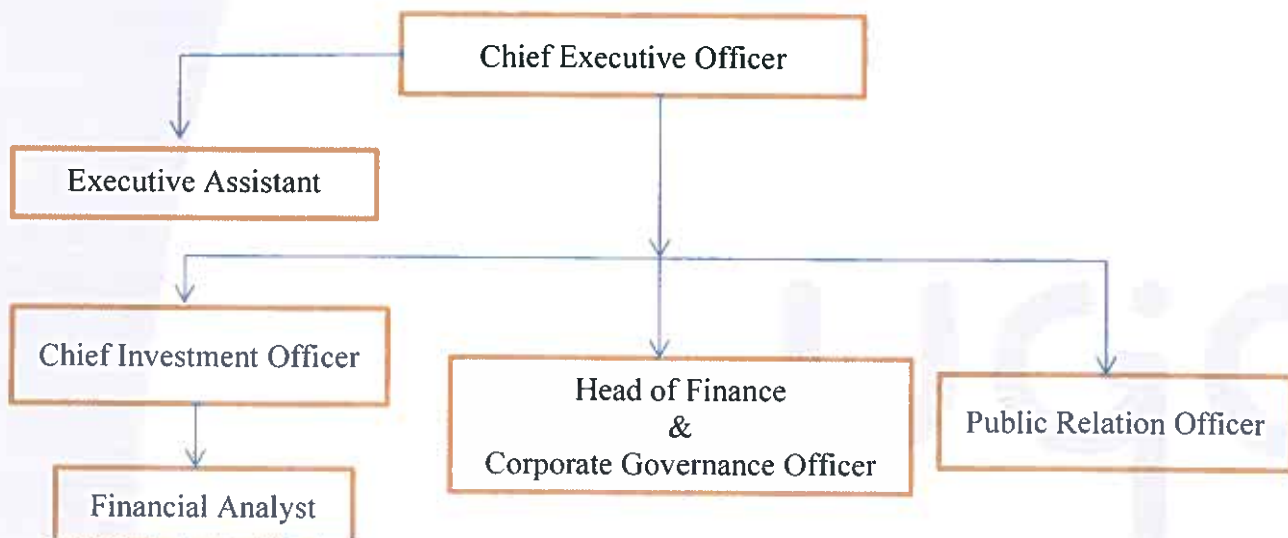 Chief Executive Officer
Executive Assistant
Chief Investment Officer
Head of Finance
&
Corporate Governance Officer
Public Relation Officer
Financial Analyst